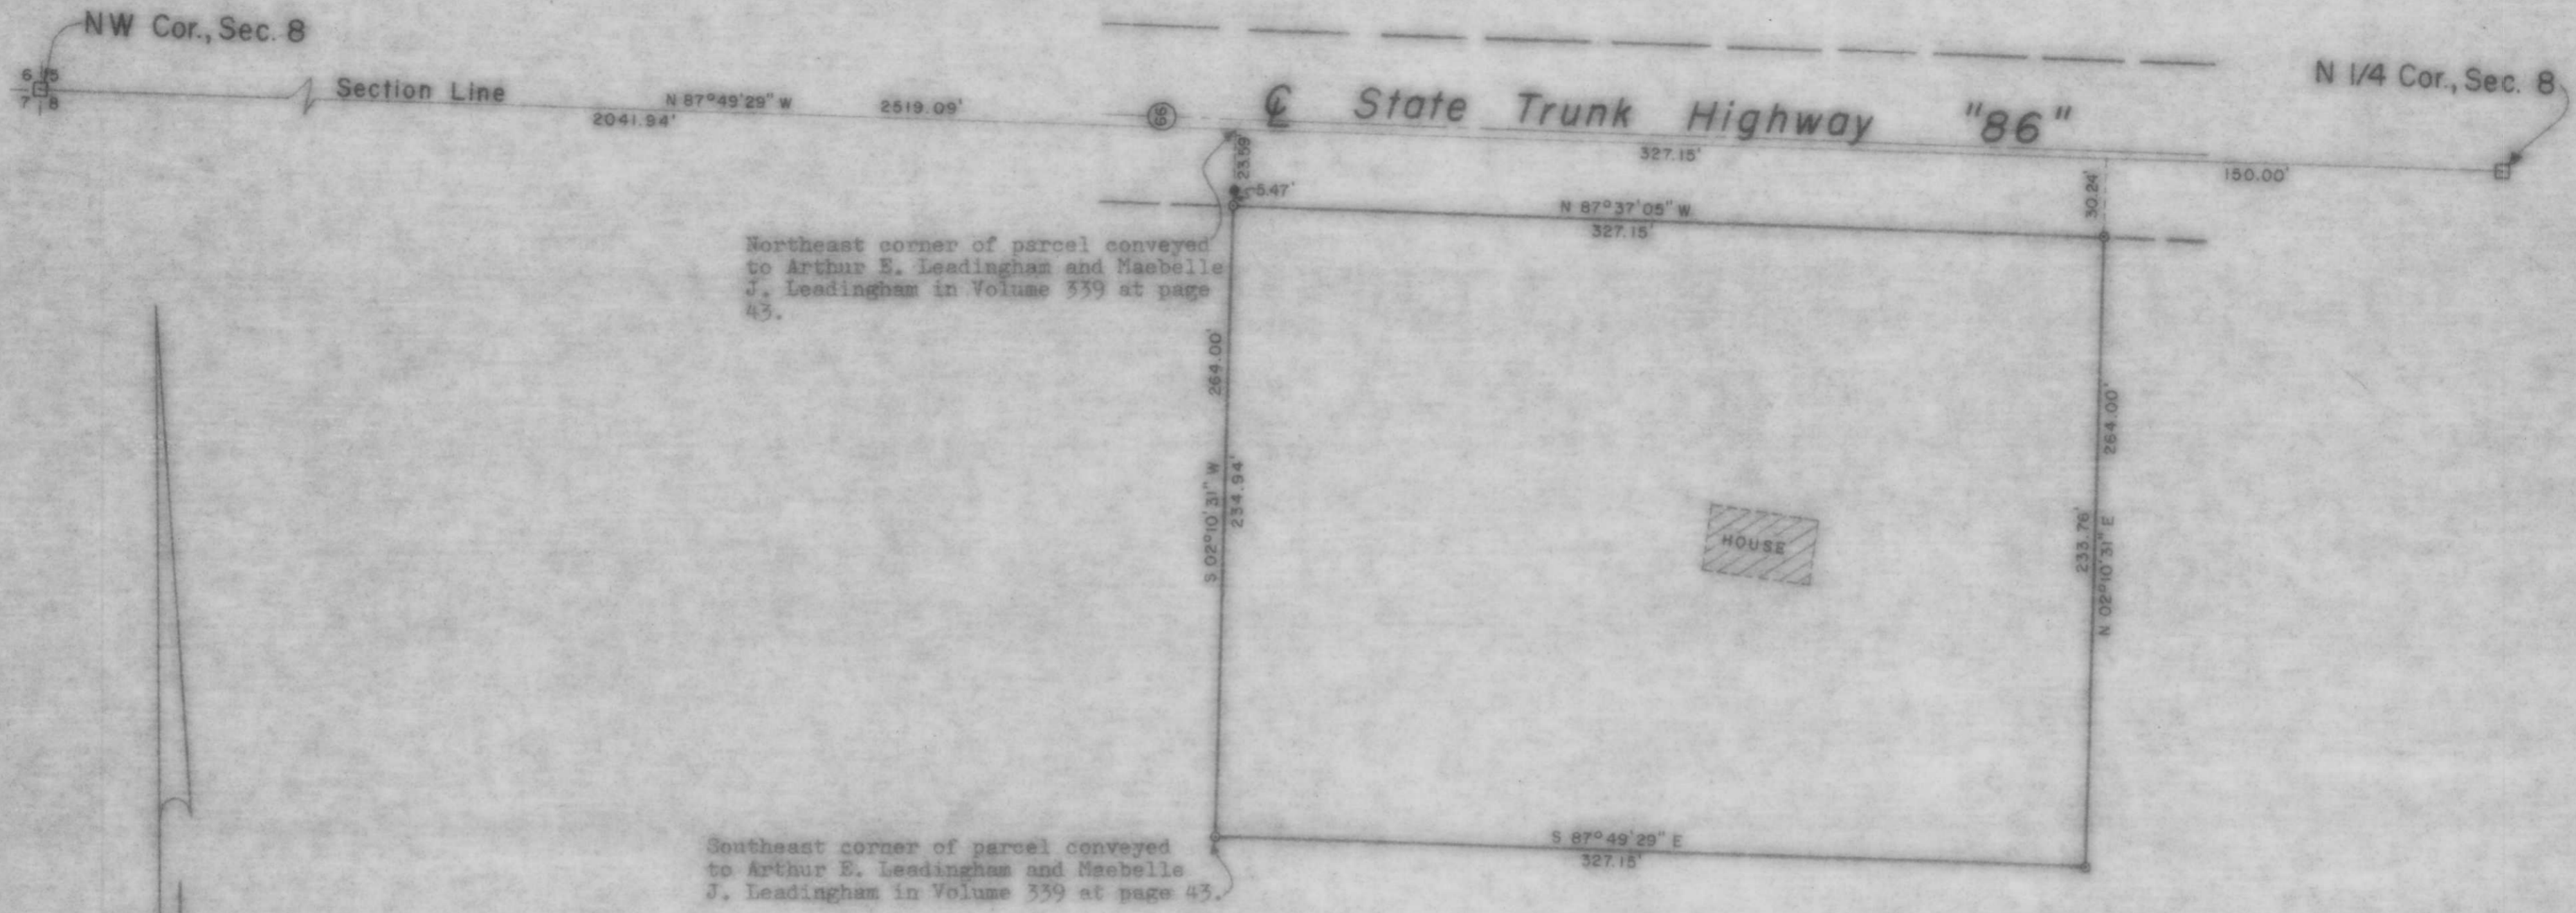 NW Cor., Sec. 8
6 5
7 8
Section Line
N 87°49'29" W
2519.09'
2041.94'
66
℄ State Trunk Highway "86"
327.15'
N 1/4 Cor., Sec. 8
150.00'
23.59'
5.47'
30.24'
N 87°37'05" W
327.15'
Northeast corner of parcel conveyed
to Arthur E. Leadingham and Maebelle
J. Leadingham in Volume 339 at page
43.
264.00'
S 02°10'31" W
234.94'
HOUSE
264.00'
233.76'
N 02°10'31" E
S 87°49'29" E
327.15'
Southeast corner of parcel conveyed
to Arthur E. Leadingham and Maebelle
J. Leadingham in Volume 339 at page 43.